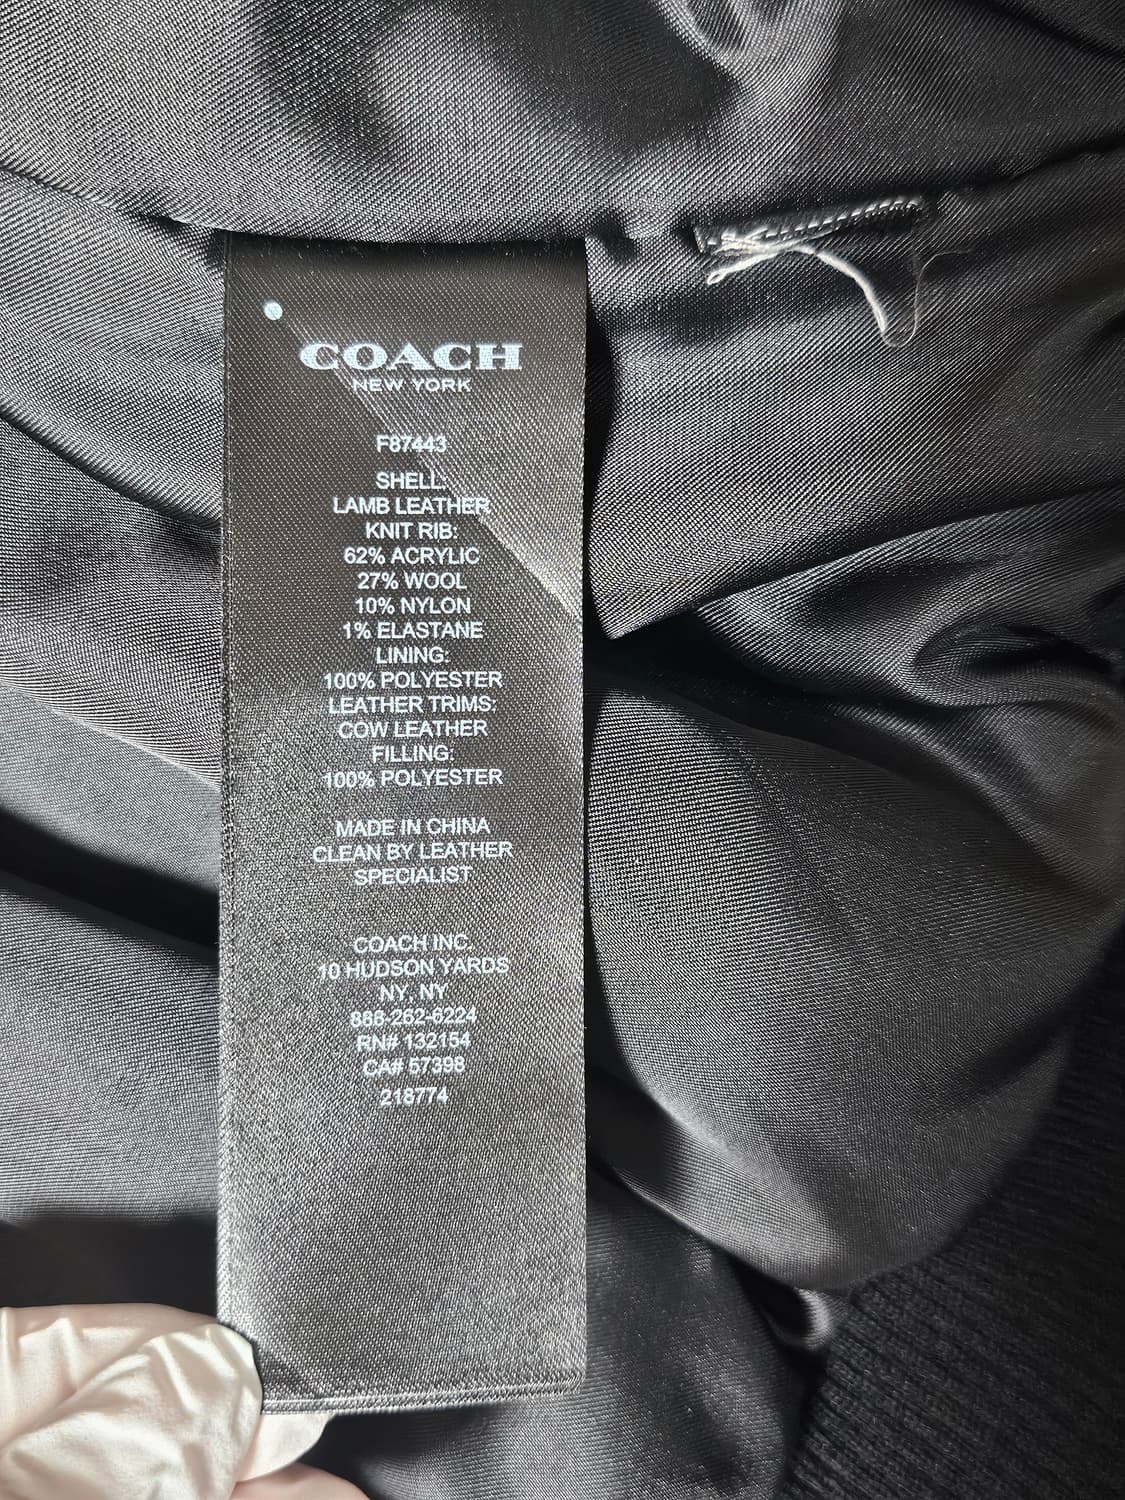 COACH
NEW YORK
F87443
SHELL:
LAMB LEATHER
KNIT RIB:
62% ACRYLIC
27% WOOL
10% NYLON
1% ELASTANE
LINING:
100% POLYESTER
LEATHER TRIMS:
COW LEATHER
FILLING:
100% POLYESTER
MADE IN CHINA
CLEAN BY LEATHER
SPECIALIST
COACH INC.
10 HUDSON YARDS
NY, NY
888-262-6224
RN# 132154
CA# 57398
218774